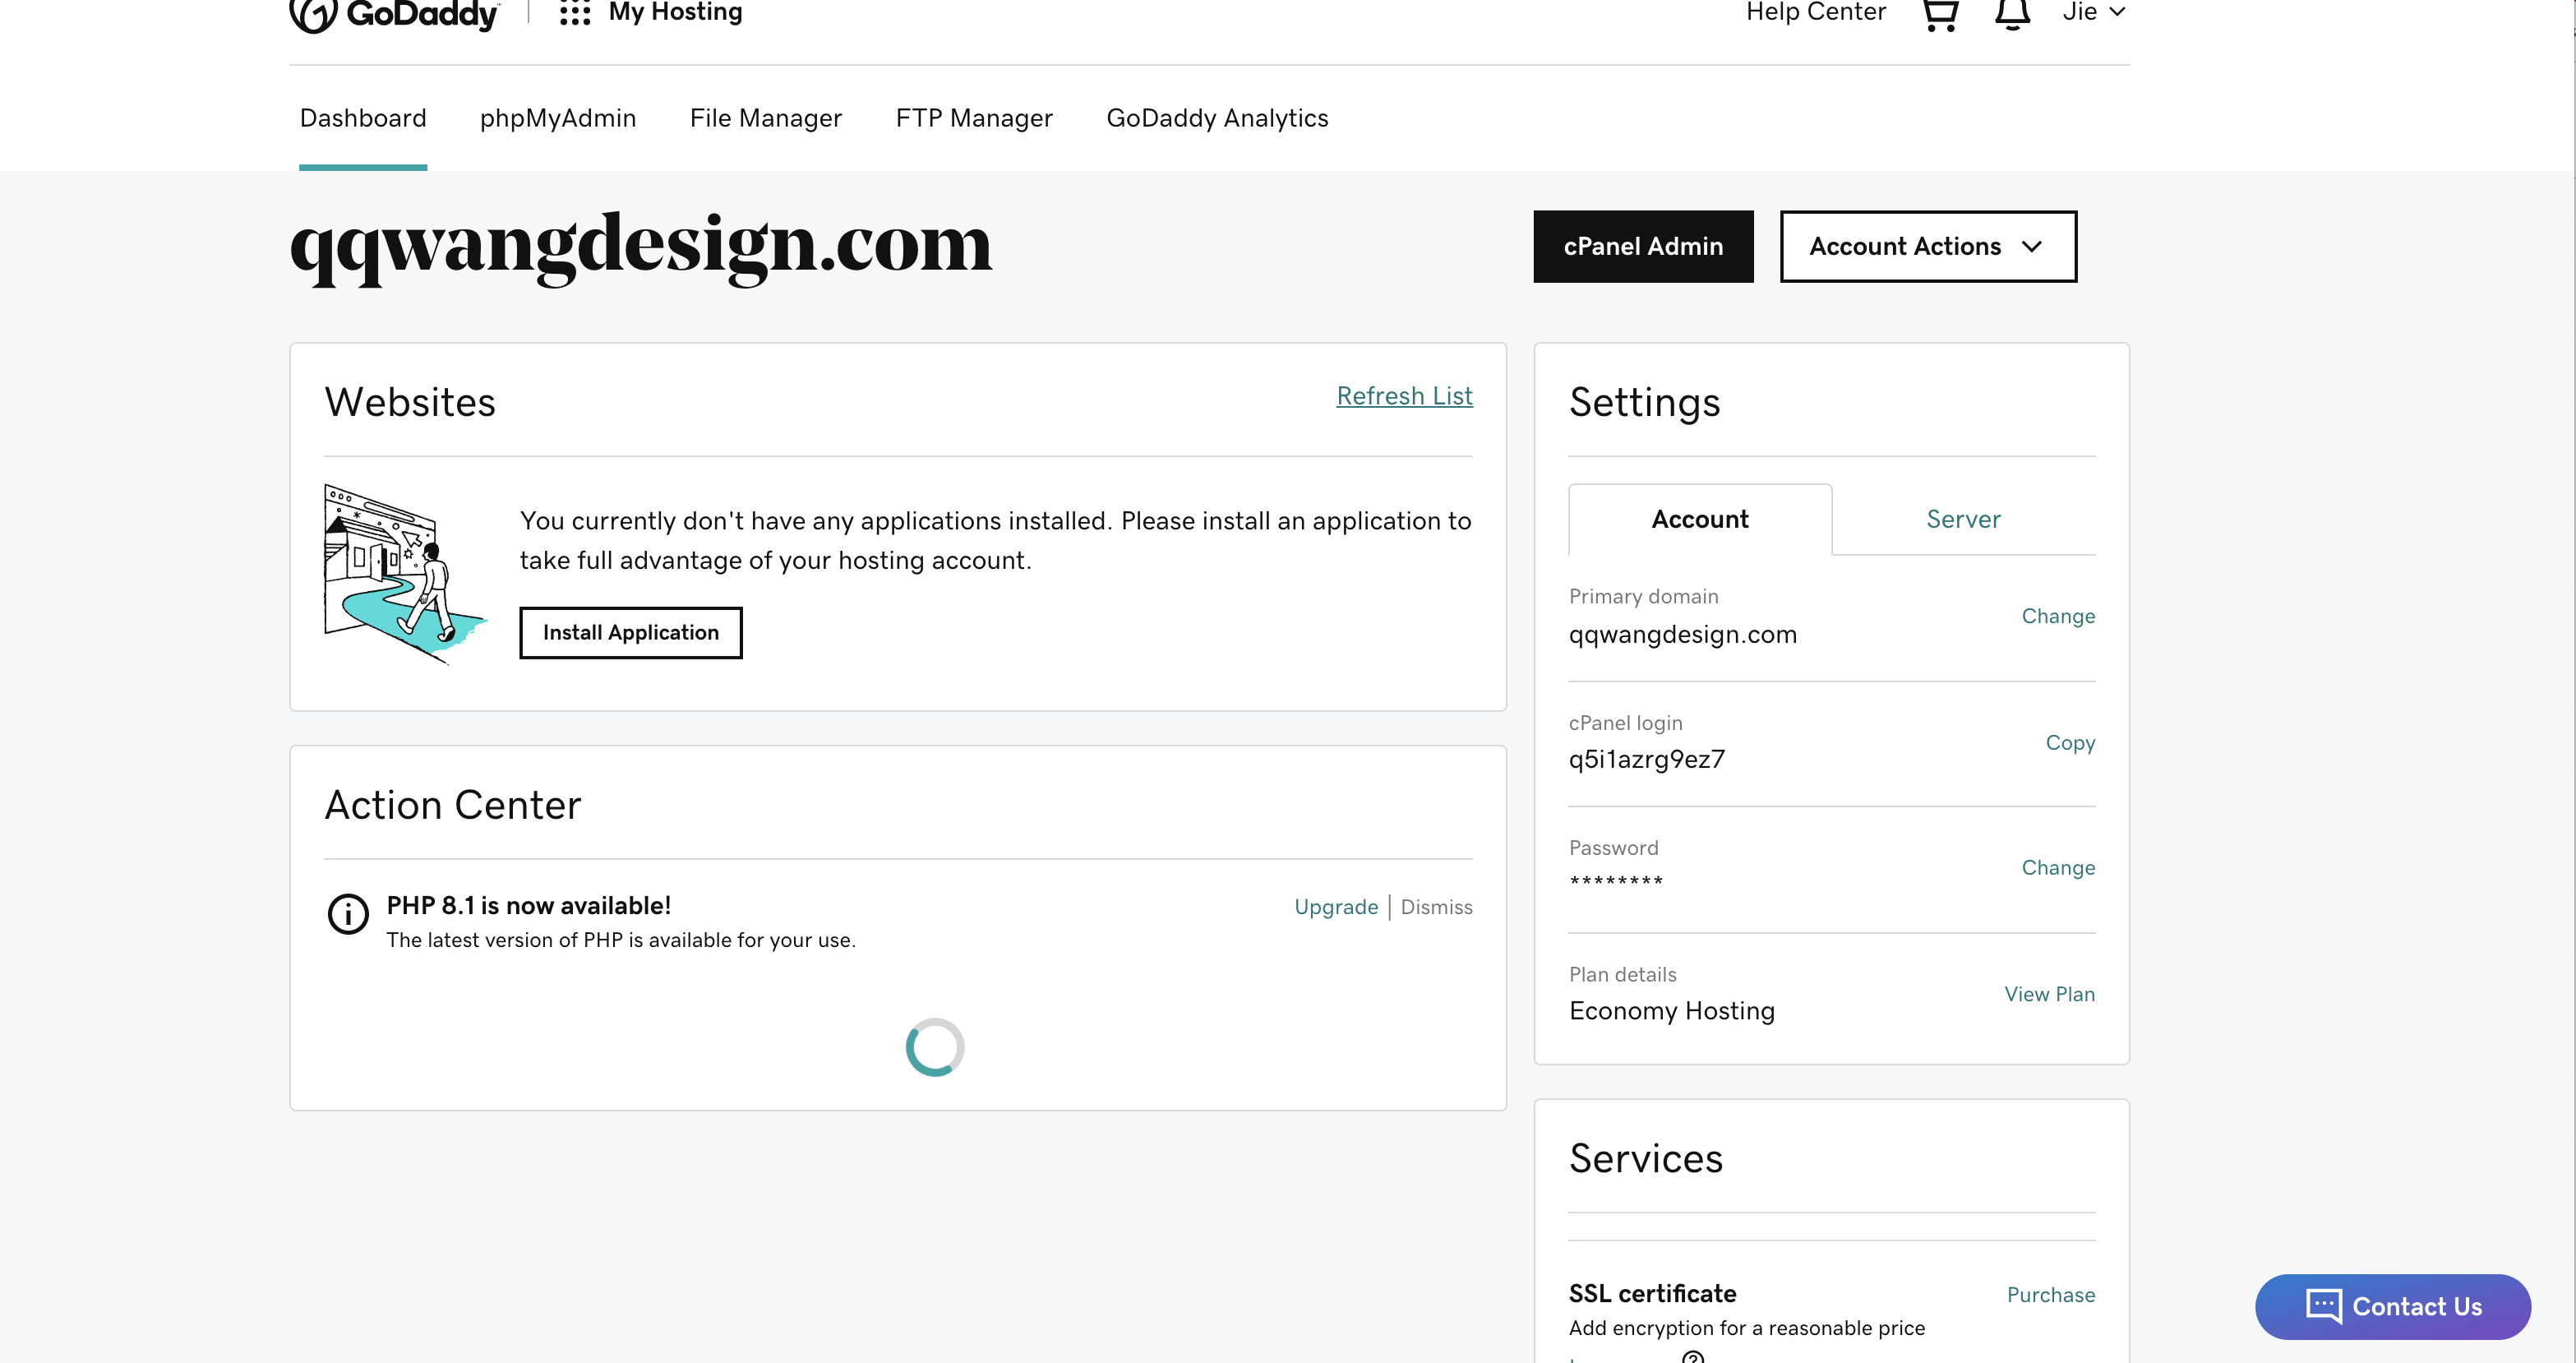 GoDaddy
My Hosting
Help Center
Jie
Dashboard
phpMyAdmin
File Manager
FTP Manager
GoDaddy Analytics
qqwangdesign.com
cPanel Admin
Account Actions
Websites
Refresh List
You currently don't have any applications installed. Please install an application to
take full advantage of your hosting account.
Install Application
Action Center
PHP 8.1 is now available!
Upgrade | Dismiss
The latest version of PHP is available for your use.
Settings
Account
Server
Primary domain
qqwangdesign.com
Change
cPanel login
q5i1azrg9ez7
Copy
Password
********
Change
Plan details
Economy Hosting
View Plan
Services
SSL certificate
Purchase
Add encryption for a reasonable price
Contact Us